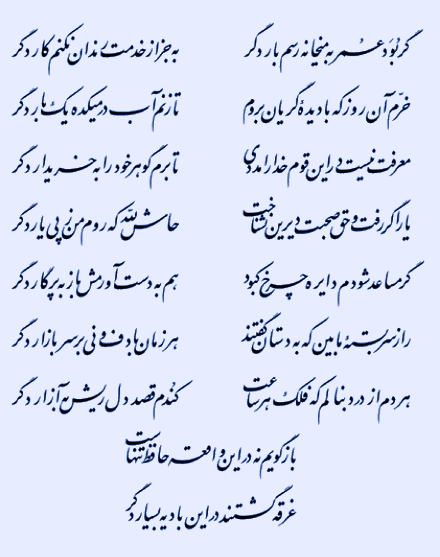 گر بُوَد عمر به میخانه رسم بار دگر
به جز از خدمت رندان نکنم کار دگر
خرّم آن روز که با دیدهٔ گریان بروم
تا زنم آب در میکده یک بار دگر
معرفت نیست در این قوم خدا را مددی
تا برم گوهر خود را به خریدار دگر
یار اگر رفت و حق صحبت دیرین نشناخت
حاش لله که روم من ز پی یار دگر
گر مساعد شودم دایره چرخ کبود
هم به دست آورمش باز به پرگار دگر
راز سربسته ما بین که به دستان گفتند
هر زمان با دف و نی بر سر بازار دگر
هر دم از درد بنالم که فلک هر ساعت
کُنَدم قصد دل ریش به آزار دگر
بازگویم نه در این واقعه حافظ تنهاست
غرقه گشتند در این بادیه بسیار دگر